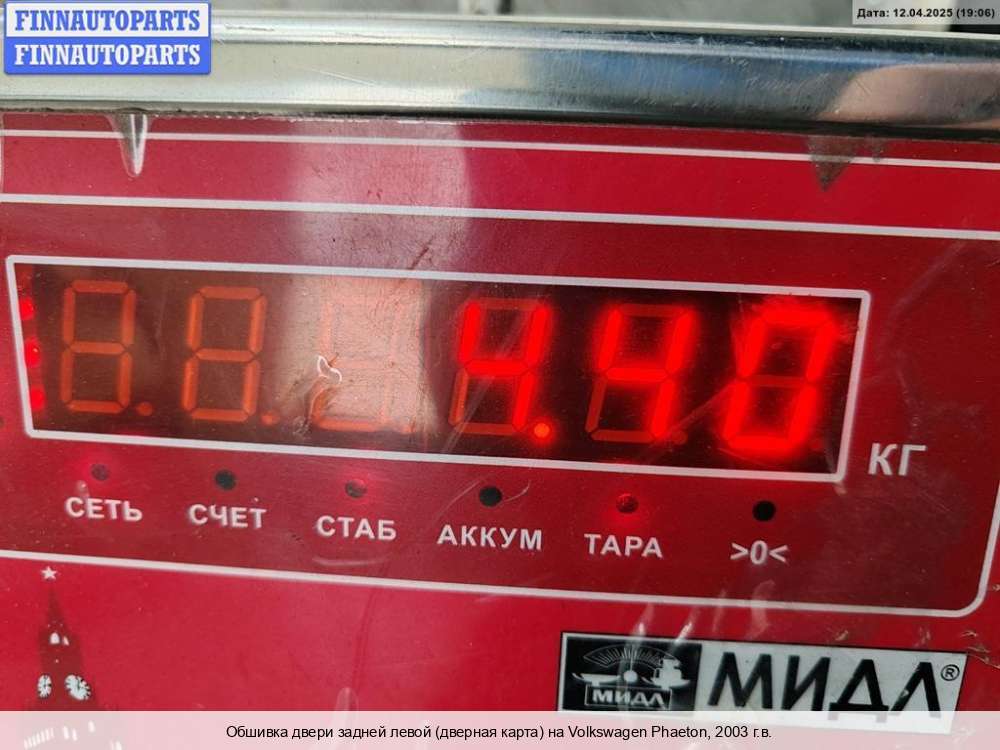 FINNAUTOPARTS
FINNAUTOPARTS
Дата: 12.04.2025 (19:06)
4.40
КГ
СЕТЬ СЧЕТ СТАБ АККУМ ТАРА >0<
МИДЛ
МИДЛ®
Обшивка двери задней левой (дверная карта) на Volkswagen Phaeton, 2003 г.в.